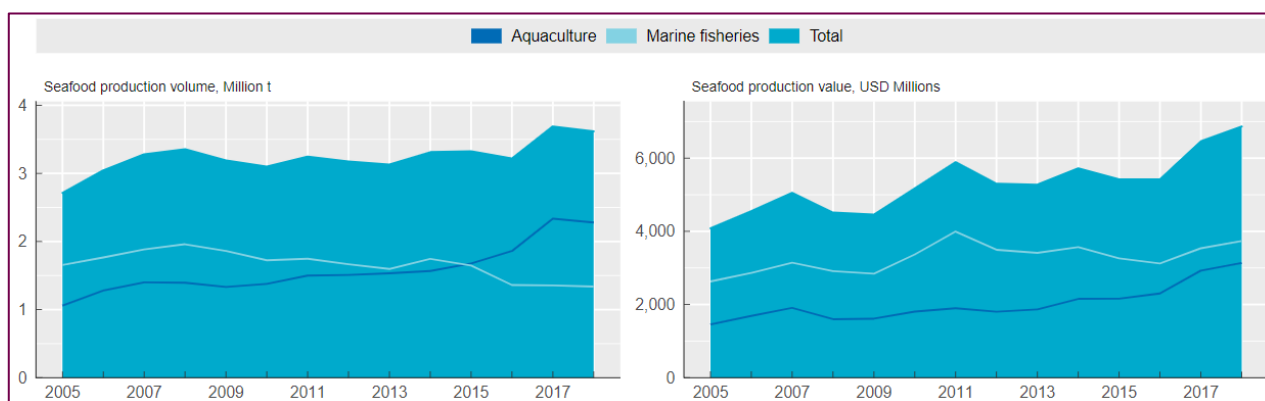 Aquaculture Marine fisheries Total
Seafood production volume, Million t
4
3
2
1
0
2005 2007 2009 2011 2013 2015 2017
Seafood production value, USD Millions
6,000
4,000
2,000
0
2005 2007 2009 2011 2013 2015 2017